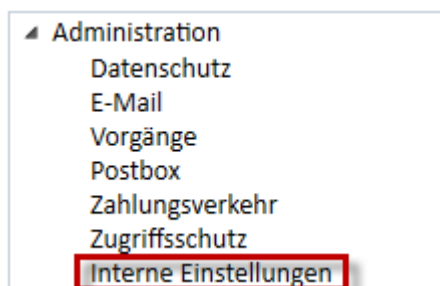 Administration
Datenschutz
E-Mail
Vorgänge
Postbox
Zahlungsverkehr
Zugriffsschutz
Interne Einstellungen